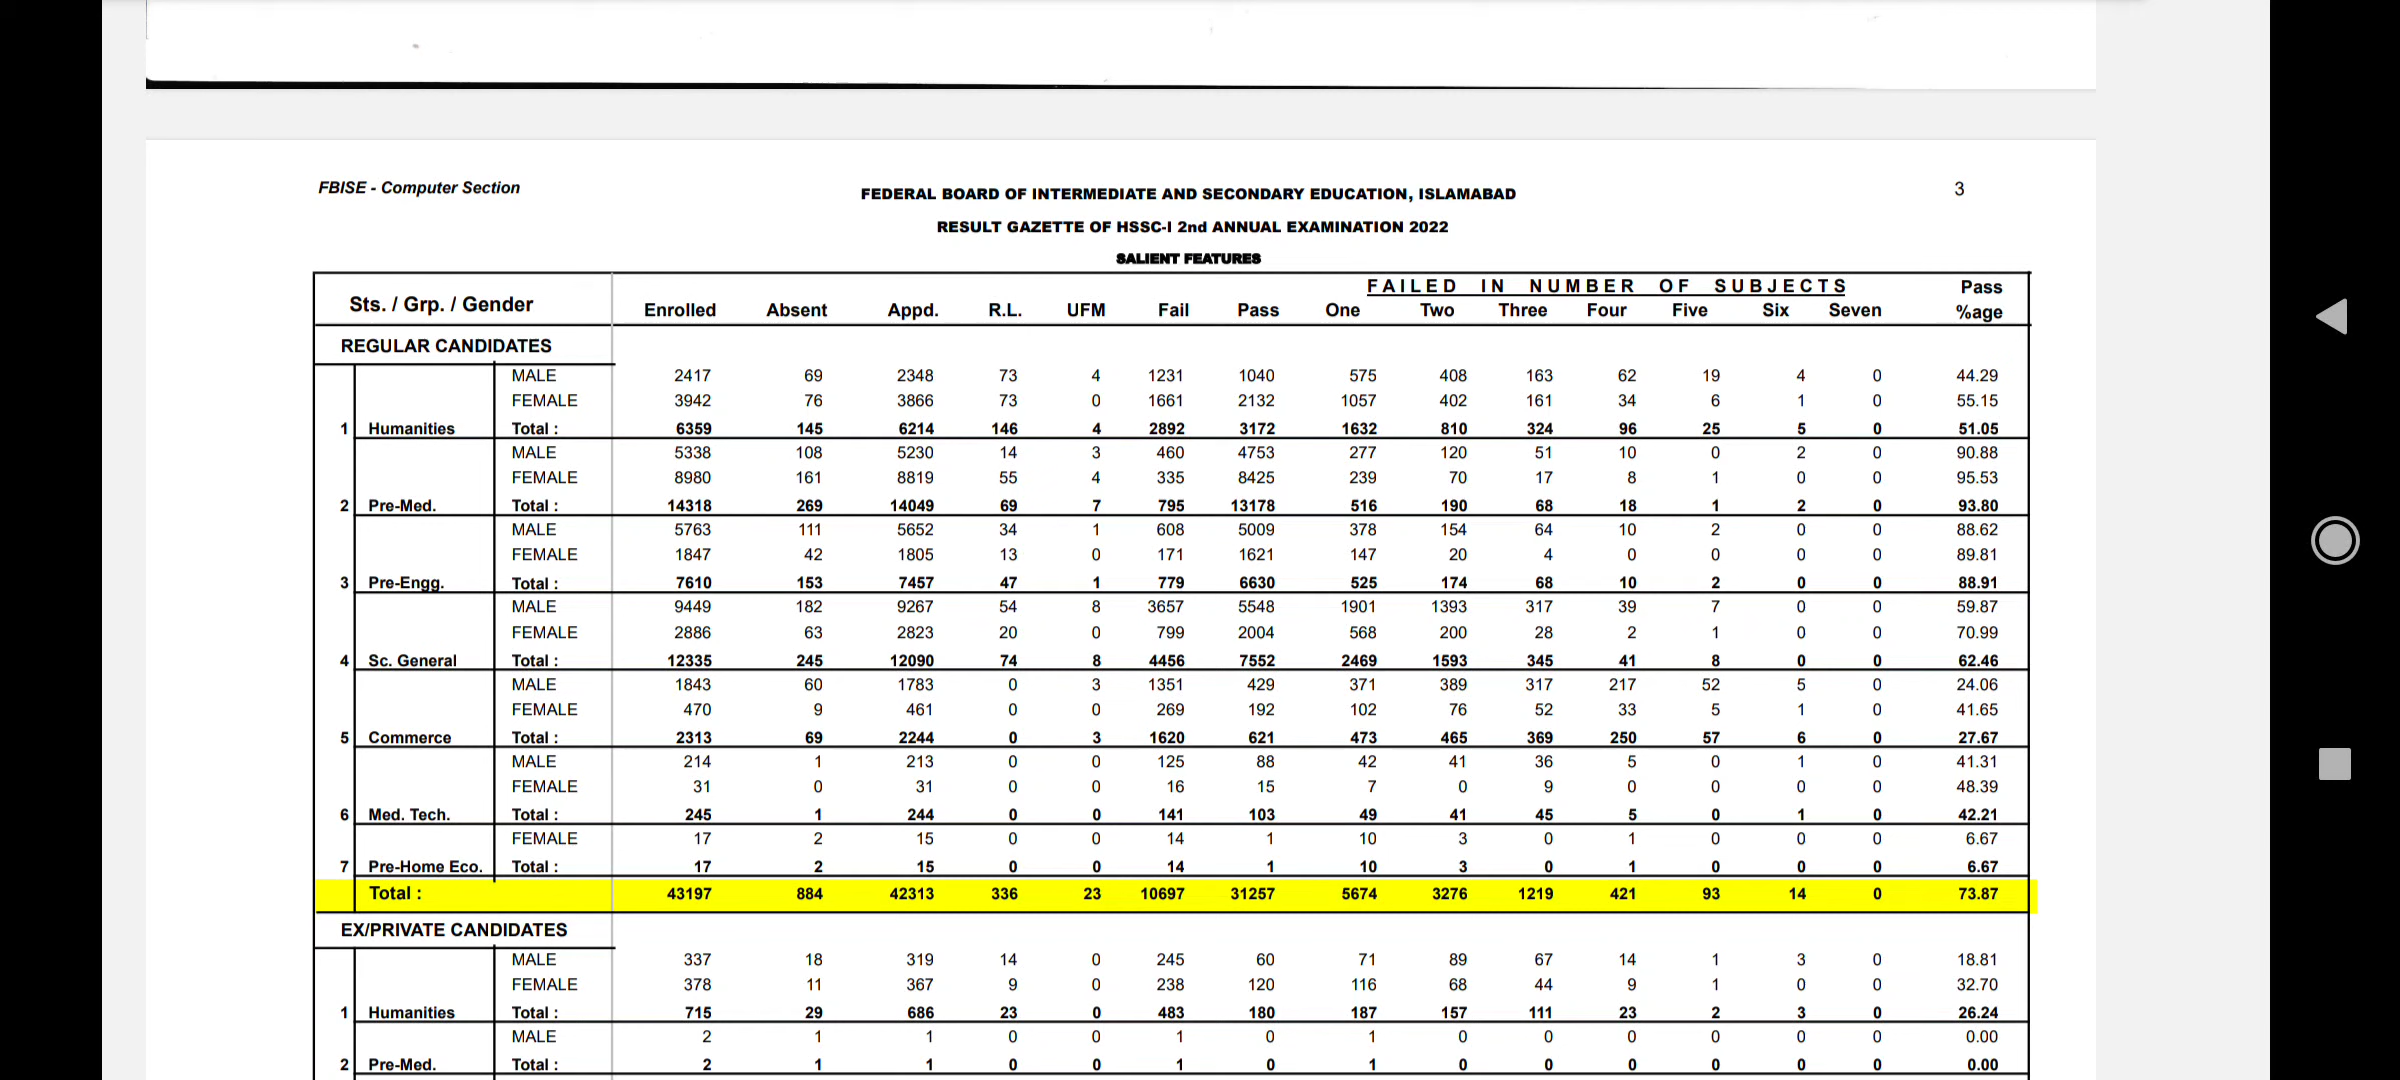 FBISE - Computer Section
3
FEDERAL BOARD OF INTERMEDIATE AND SECONDARY EDUCATION, ISLAMABAD
RESULT GAZETTE OF HSSC-I 2nd ANNUAL EXAMINATION 2022
SALIENT FEATURES
FAILED IN NUMBER OF SUBJECTS Pass
Sts. / Grp. / Gender Enrolled Absent Appd. R.L. UFM Fail Pass One Two Three Four Five Six Seven %age
REGULAR CANDIDATES
MALE 2417 69 2348 73 4 1231 1040 575 408 163 62 19 4 0 44.29
FEMALE 3942 76 3866 73 0 1661 2132 1057 402 161 34 6 1 0 55.15
1 Humanities Total : 6359 145 6214 146 4 2892 3172 1632 810 324 96 25 5 0 51.05
MALE 5338 108 5230 14 3 460 4753 277 120 51 10 0 2 0 90.88
FEMALE 8980 161 8819 55 4 335 8425 239 70 17 8 1 0 0 95.53
2 Pre-Med. Total : 14318 269 14049 69 7 795 13178 516 190 68 18 1 2 0 93.80
MALE 5763 111 5652 34 1 608 5009 378 154 64 10 2 0 0 88.62
FEMALE 1847 42 1805 13 0 171 1621 147 20 4 0 0 0 0 89.81
3 Pre-Engg. Total : 7610 153 7457 47 1 779 6630 525 174 68 10 2 0 0 88.91
MALE 9449 182 9267 54 8 3657 5548 1901 1393 317 39 7 0 0 59.87
FEMALE 2886 63 2823 20 0 799 2004 568 200 28 2 1 0 0 70.99
4 Sc. General Total : 12335 245 12090 74 8 4456 7552 2469 1593 345 41 8 0 0 62.46
MALE 1843 60 1783 0 3 1351 429 371 389 317 217 52 5 0 24.06
FEMALE 470 9 461 0 0 269 192 102 76 52 33 5 1 0 41.65
5 Commerce Total : 2313 69 2244 0 3 1620 621 473 465 369 250 57 6 0 27.67
MALE 214 1 213 0 0 125 88 42 41 36 5 0 1 0 41.31
FEMALE 31 0 31 0 0 16 15 7 0 9 0 0 0 0 48.39
6 Med. Tech. Total : 245 1 244 0 0 141 103 49 41 45 5 0 1 0 42.21
FEMALE 17 2 15 0 0 14 1 10 3 0 1 0 0 0 6.67
7 Pre-Home Eco. Total : 17 2 15 0 0 14 1 10 3 0 1 0 0 0 6.67
Total : 43197 884 42313 336 23 10697 31257 5674 3276 1219 421 93 14 0 73.87
EX/PRIVATE CANDIDATES
MALE 337 18 319 14 0 245 60 71 89 67 14 1 3 0 18.81
FEMALE 378 11 367 9 0 238 120 116 68 44 9 1 0 0 32.70
1 Humanities Total : 715 29 686 23 0 483 180 187 157 111 23 2 3 0 26.24
MALE 2 1 1 0 0 1 0 1 0 0 0 0 0 0 0.00
2 Pre-Med. Total : 2 1 1 0 0 1 0 1 0 0 0 0 0 0 0.00